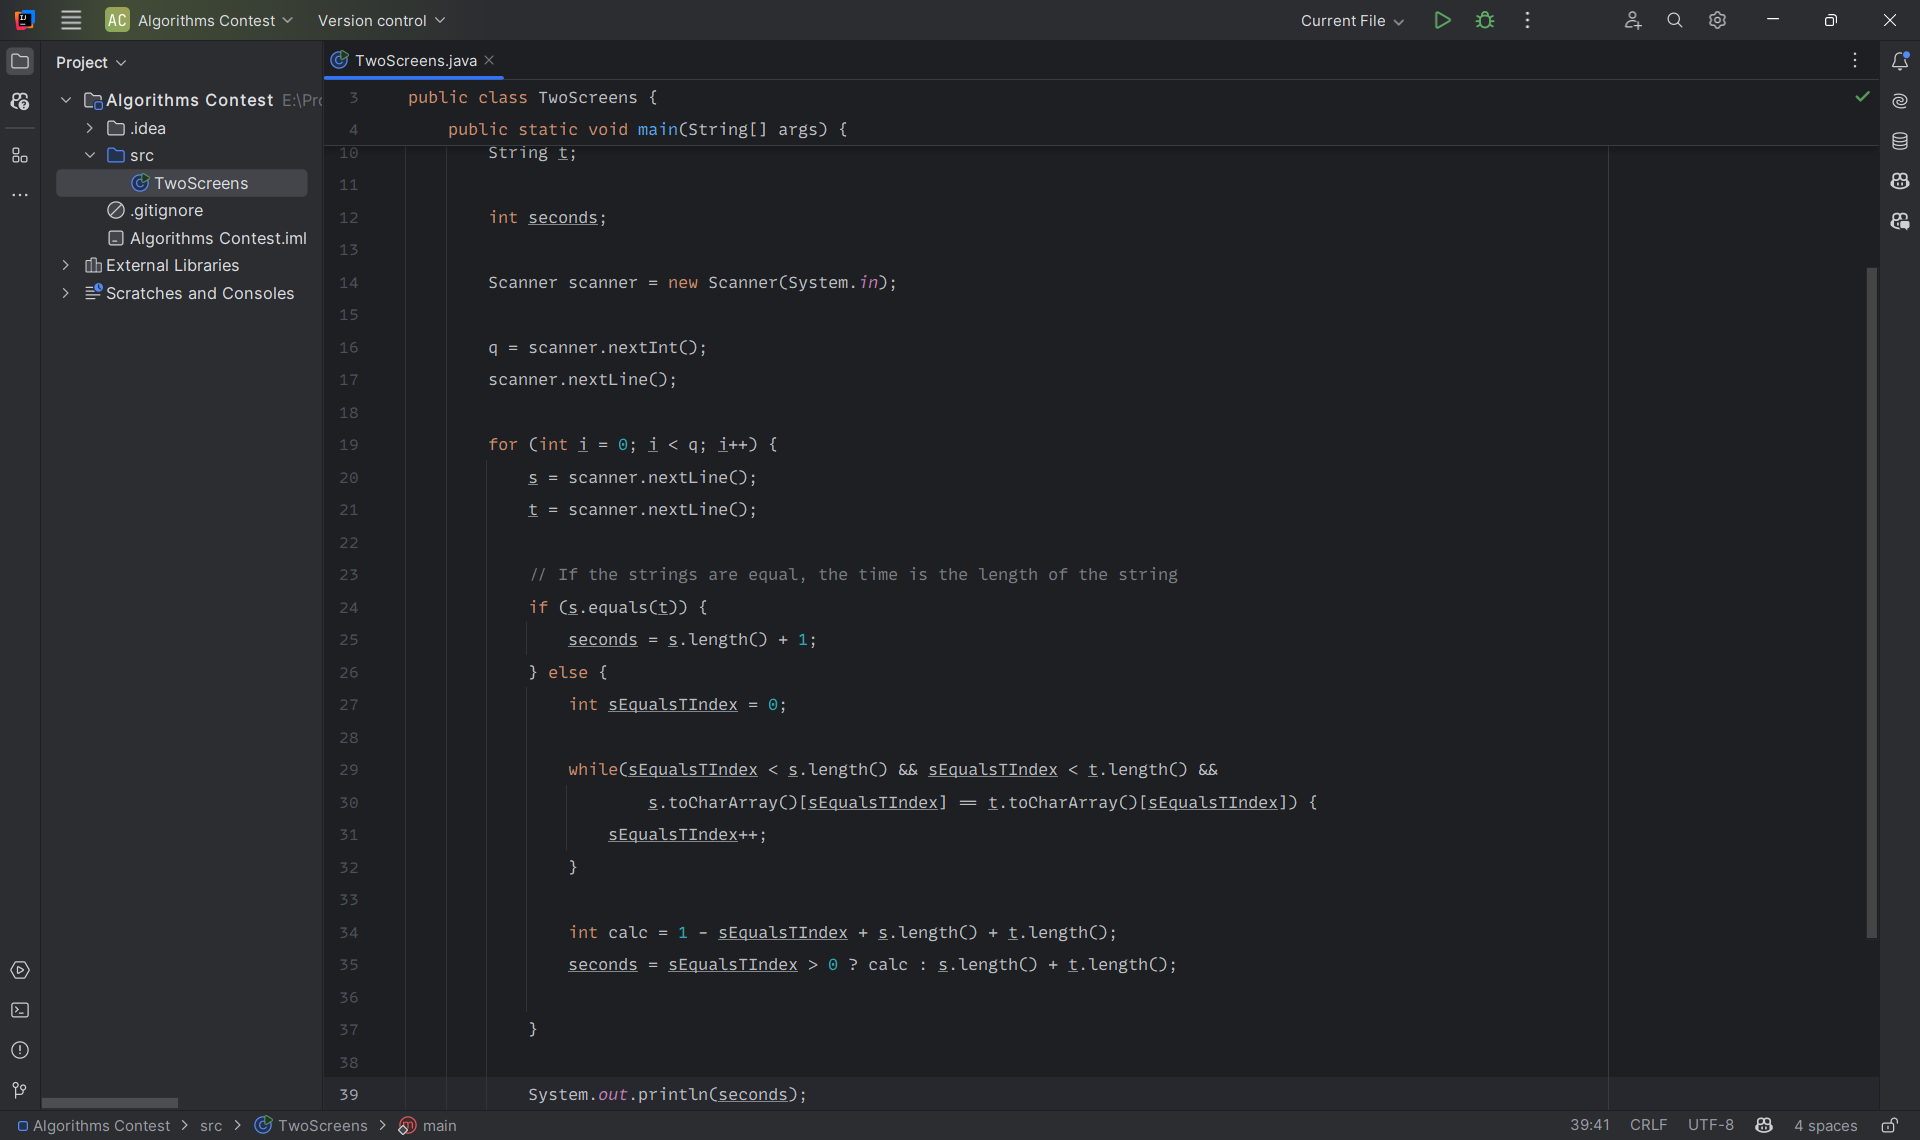 AC Algorithms Contest Version control Current File
Project
Algorithms Contest E:\Pro
.idea
src
TwoScreens
.gitignore
Algorithms Contest.iml
External Libraries
Scratches and Consoles
TwoScreens.java
3 public class TwoScreens {
4 public static void main(String[] args) {
10 String t;
11
12 int seconds;
13
14 Scanner scanner = new Scanner(System.in);
15
16 q = scanner.nextInt();
17 scanner.nextLine();
18
19 for (int i = 0; i < q; i++) {
20 s = scanner.nextLine();
21 t = scanner.nextLine();
22
23 // If the strings are equal, the time is the length of the string
24 if (s.equals(t)) {
25 seconds = s.length() + 1;
26 } else {
27 int sEqualsTIndex = 0;
28
29 while(sEqualsTIndex < s.length() && sEqualsTIndex < t.length() &&
30 s.toCharArray()[sEqualsTIndex] == t.toCharArray()[sEqualsTIndex]) {
31 sEqualsTIndex++;
32 }
33
34 int calc = 1 - sEqualsTIndex + s.length() + t.length();
35 seconds = sEqualsTIndex > 0 ? calc : s.length() + t.length();
36
37 }
38
39 System.out.println(seconds);
Algorithms Contest > src > TwoScreens > main 39:41 CRLF UTF-8 4 spaces